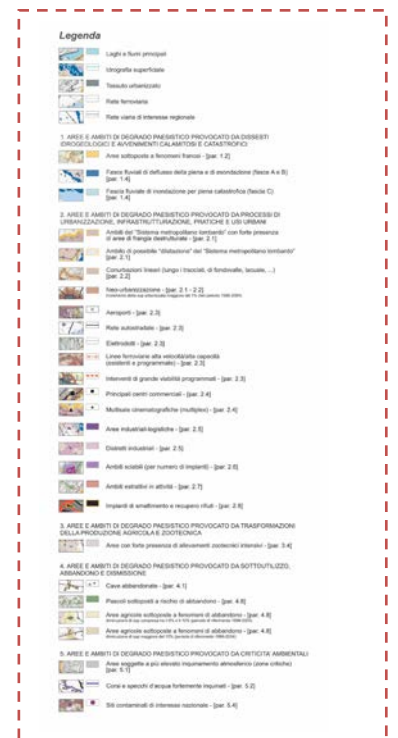 Legenda
Laghi e fiumi principali
Idrografia superficiale
Tessuto urbanizzato
Rete ferroviaria
Rete viaria di interesse regionale
1. AREE E AMBITI DI DEGRADO PAESISTICO PROVOCATO DA DISSESTI
IDROGEOLOGICI E AVVENIMENTI CALAMITOSI E CATASTROFICI
Aree sottoposte a fenomeni franosi - [par. 1.2]
Fasce fluviali di deflusso della piena e di esondazione (fasce A e B)
[par. 1.4]
Fascia fluviale di inondazione per piena catastrofica (fascia C)
[par. 1.4]
2. AREE E AMBITI DI DEGRADO PAESISTICO PROVOCATO DA PROCESSI DI
URBANIZZAZIONE, INFRASTRUTTURAZIONE, PRATICHE E USI URBANI
Ambiti del "Sistema metropolitano lombardo" con forte presenza
di aree di frangia destrutturate - [par. 2.1]
Ambito di possibile "dilatazione" del "Sistema metropolitano lombardo"
[par. 2.1]
Conurbazioni lineari (lungo i tracciati, di fondovalle, lacuale, ...)
[par. 2.2]
Neo-urbanizzazione - [par. 2.1 - 2.2]
Aeroporti - [par. 2.3]
Rete autostradale - [par. 2.3]
Elettrodotti - [par. 2.3]
Linee ferroviarie alta velocità/alta capacità
(esistenti e programmate) - [par. 2.3]
Interventi di grande viabilità programmati - [par. 2.3]
Principali centri commerciali - [par. 2.4]
Multisale cinematografiche (multiplex) - [par. 2.4]
Aree industriali-logistiche - [par. 2.5]
Distretti industriali - [par. 2.5]
Ambiti sciabili (per numero di impianti) - [par. 2.6]
Ambiti estrattivi in attività - [par. 2.7]
Impianti di smaltimento e recupero rifiuti - [par. 2.8]
3. AREE E AMBITI DI DEGRADO PAESISTICO PROVOCATO DA TRASFORMAZIONI
DELLA PRODUZIONE AGRICOLA E ZOOTECNICA
Aree con forte presenza di allevamenti zootecnici intensivi - [par. 3.4]
4. AREE E AMBITI DI DEGRADO PAESISTICO PROVOCATO DA SOTTOUTILIZZO,
ABBANDONO E DISMISSIONE
Cave abbandonate - [par. 4.1]
Pascoli sottoposti a rischio di abbandono - [par. 4.8]
Aree agricole sottoposte a fenomeni di abbandono - [par. 4.8]
Aree agricole sottoposte a fenomeni di abbandono - [par. 4.8]
5. AREE E AMBITI DI DEGRADO PAESISTICO PROVOCATO DA CRITICITA' AMBIENTALI
Aree soggette a più elevato inquinamento atmosferico (zone critiche)
[par. 5.1]
Corsi e specchi d'acqua fortemente inquinati - [par. 5.2]
Siti contaminati di interesse nazionale - [par. 5.4]